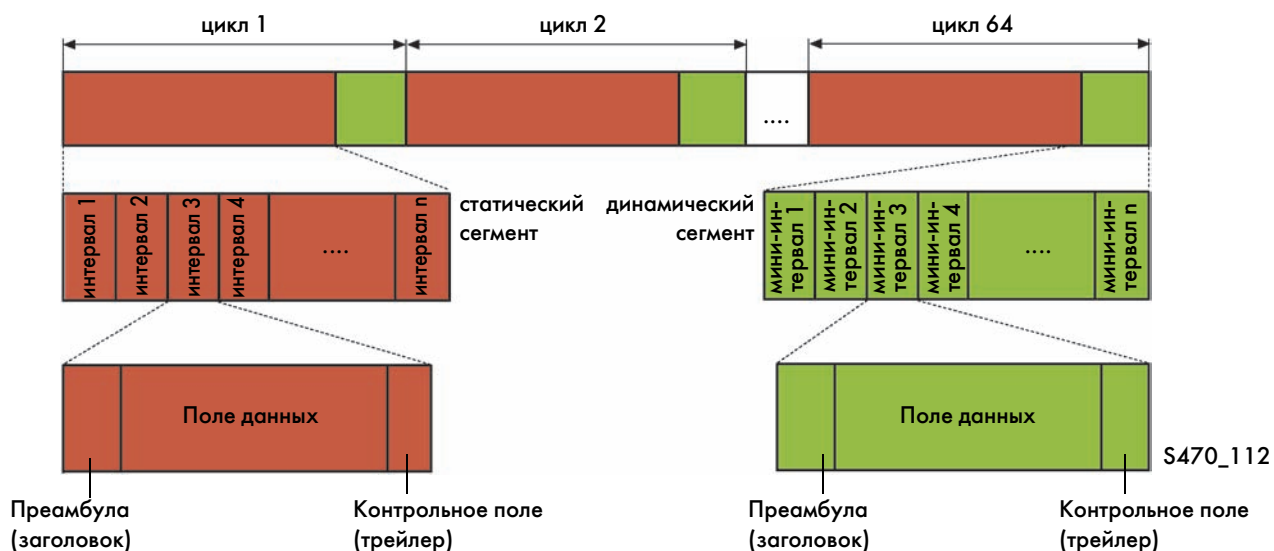 цикл 1
цикл 2
цикл 64
....
интервал 1
интервал 2
интервал 3
интервал 4
....
интервал n
статический
сегмент
динамический
сегмент
мини-ин-
тервал 1
мини-ин-
тервал 2
мини-ин-
тервал 3
мини-ин-
тервал 4
....
мини-ин-
тервал n
Поле данных
Поле данных
S470_112
Преамбула
(заголовок)
Контрольное поле
(трейлер)
Преамбула
(заголовок)
Контрольное поле
(трейлер)